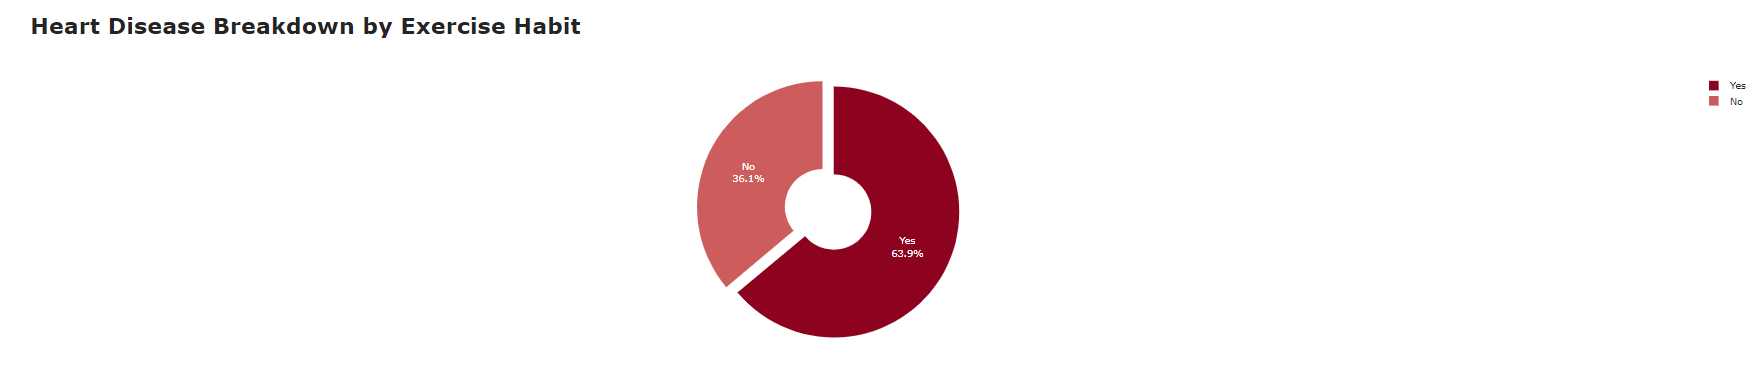 Heart Disease Breakdown by Exercise Habit
Yes
No
No
36.1%
Yes
63.9%